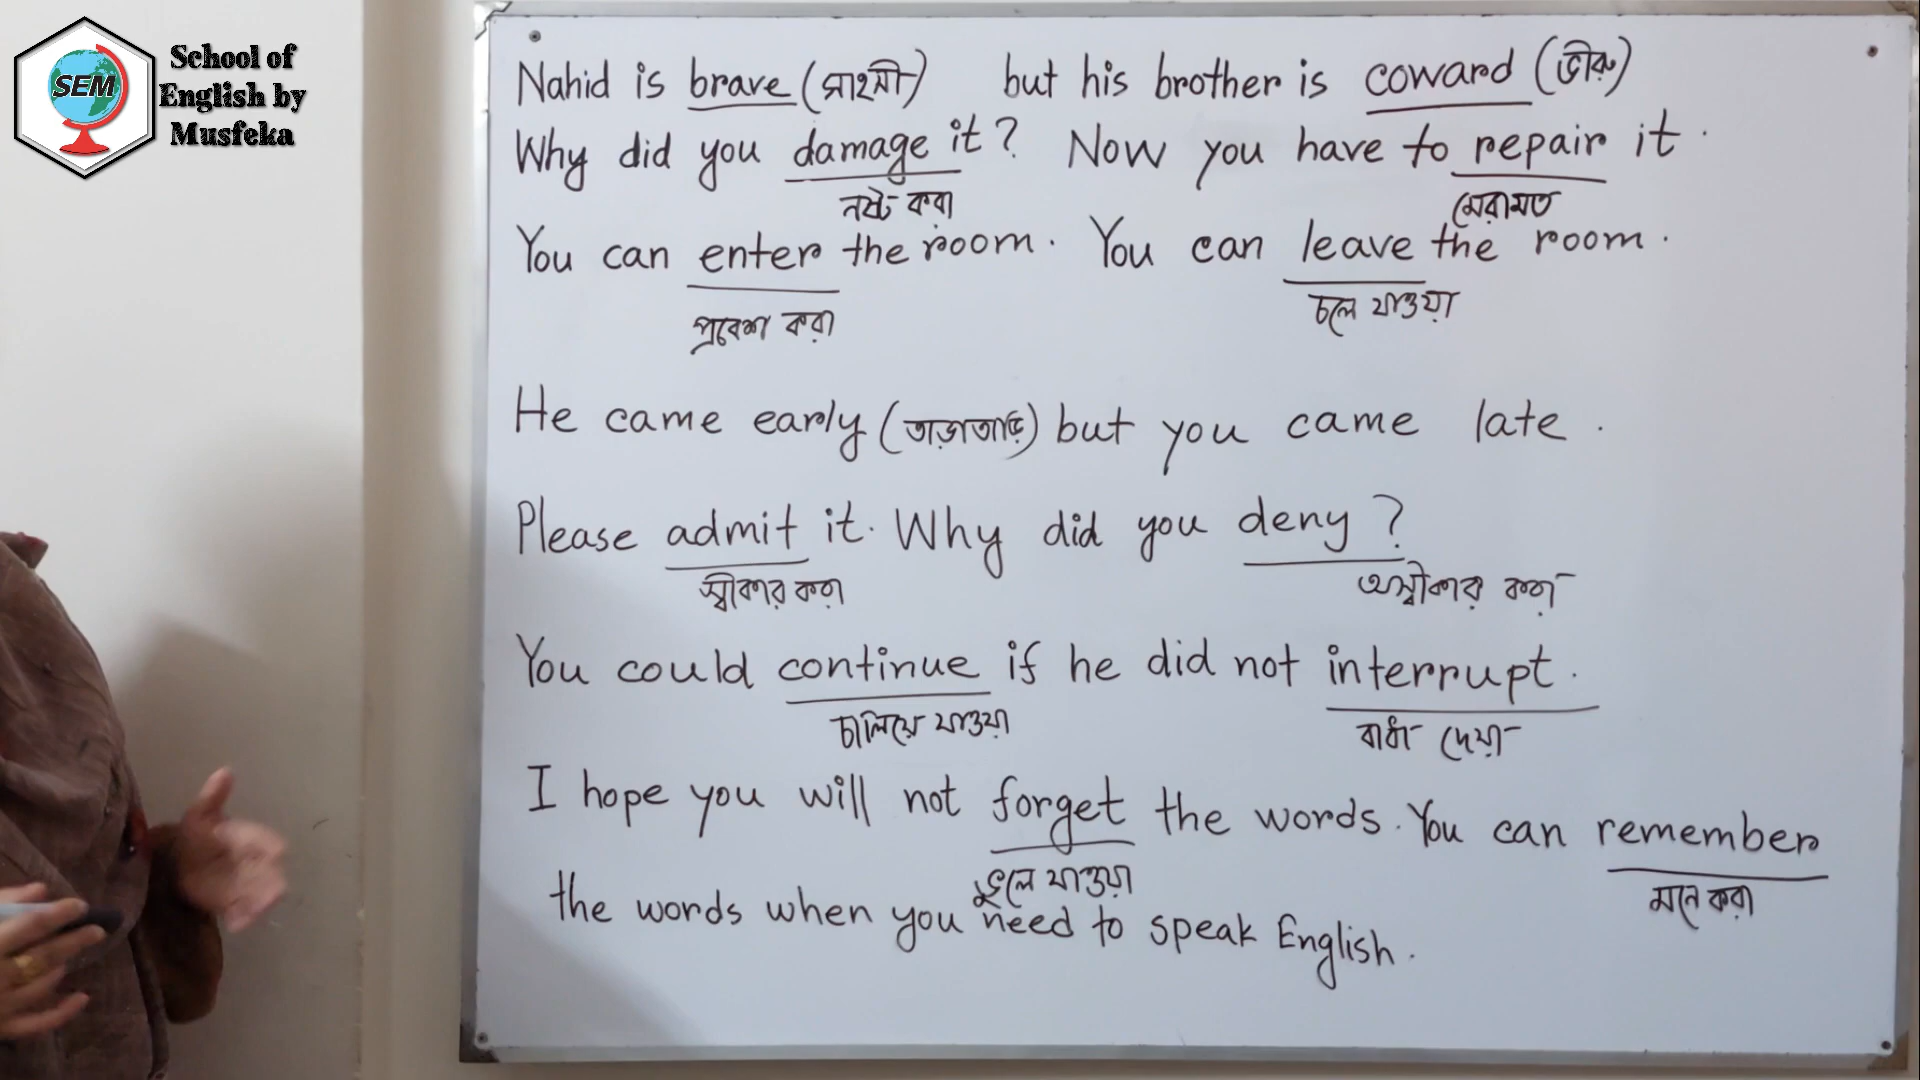 SEM
School of
English by
Musfeka
Nahid is brave (সাহসী) but his brother is coward (ভীরু)
Why did you damage it? Now you have to repair it.
নষ্ট করা মেরামত
You can enter the room. You can leave the room.
প্রবেশ করা চলে যাওয়া
He came early (তাড়াতাড়ি) but you came late.
Please admit it. Why did you deny?
স্বীকার করা অস্বীকার করা
You could continue if he did not interrupt.
চালিয়ে যাওয়া বাধা দেয়া
I hope you will not forget the words. You can remember
ভুলে যাওয়া মনে করা
the words when you need to speak English.